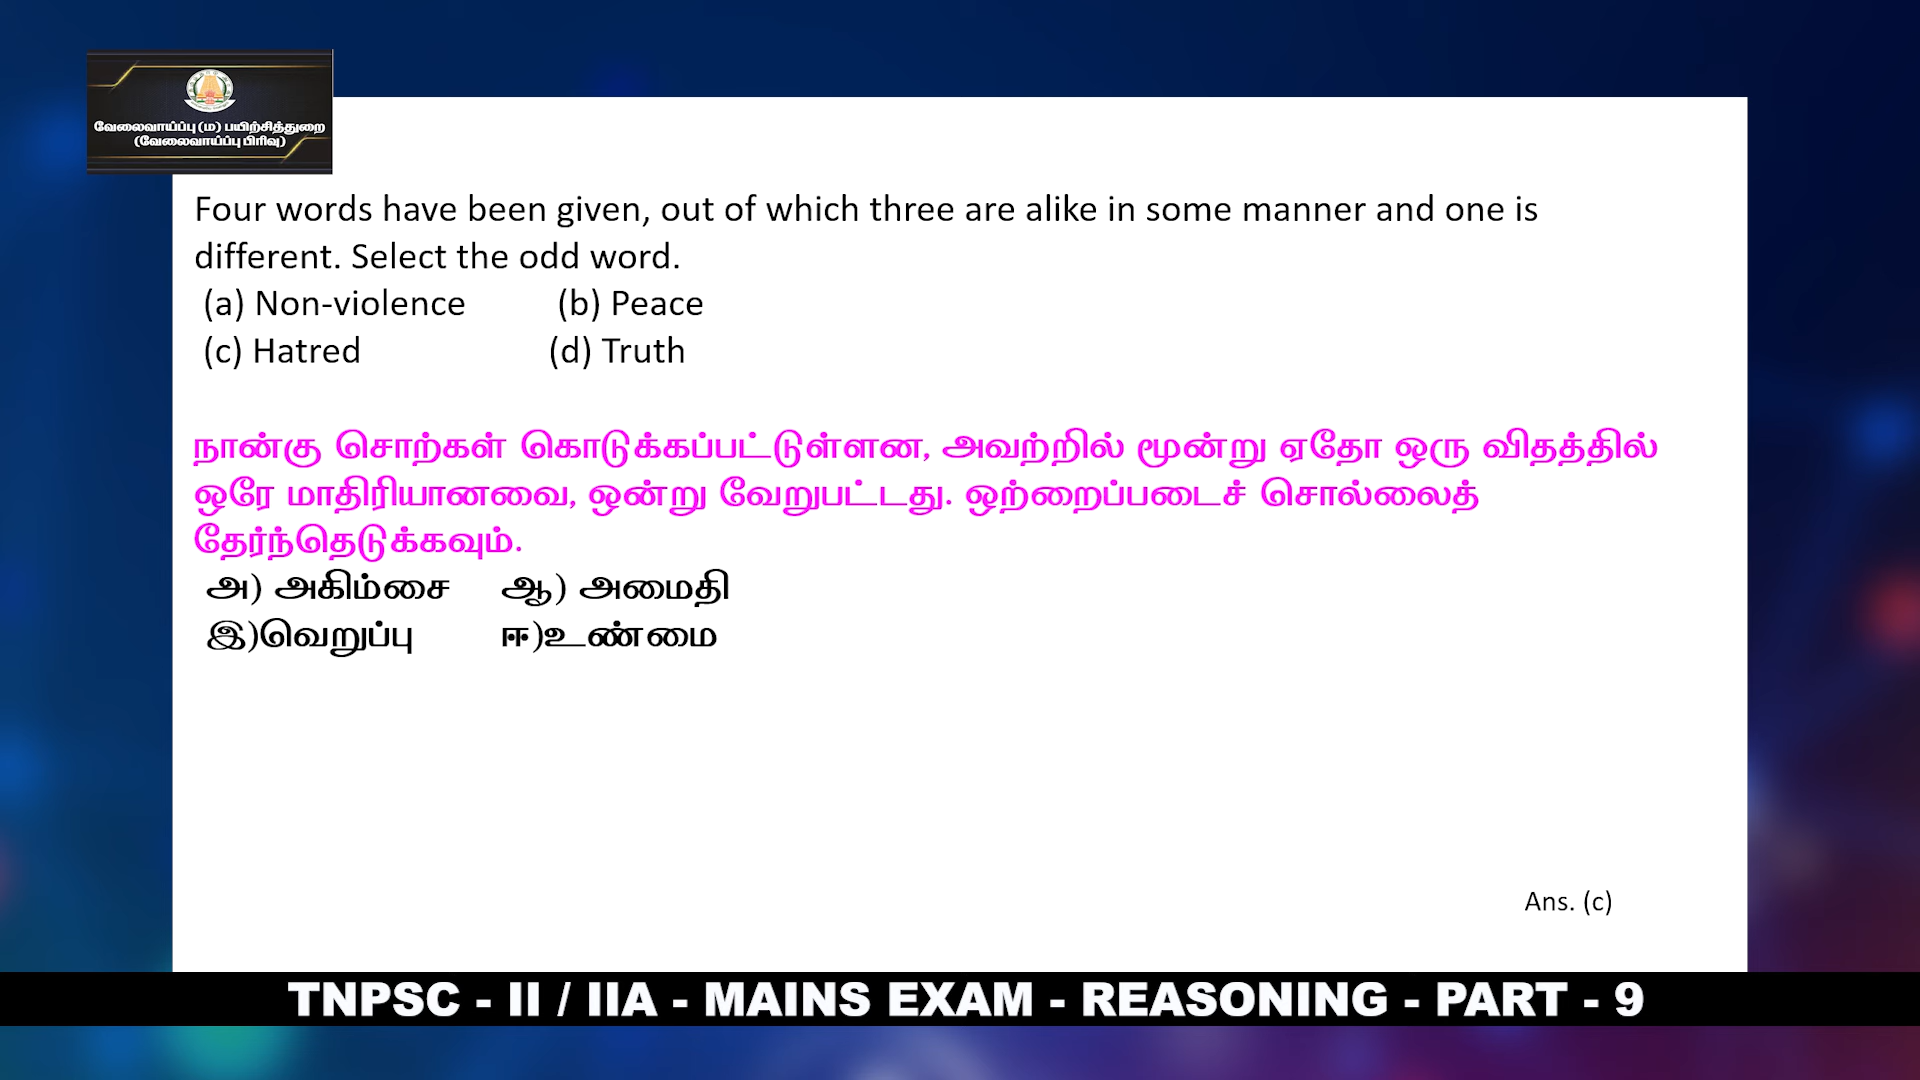 வேலைவாய்ப்பு (ம) பயிற்சித்துறை
(வேலைவாய்ப்பு பிரிவு)
Four words have been given, out of which three are alike in some manner and one is
different. Select the odd word.
(a) Non-violence (b) Peace
(c) Hatred (d) Truth
நான்கு சொற்கள் கொடுக்கப்பட்டுள்ளன, அவற்றில் மூன்று ஏதோ ஒரு விதத்தில்
ஒரே மாதிரியானவை, ஒன்று வேறுபட்டது. ஒற்றைப்படைச் சொல்லைத்
தேர்ந்தெடுக்கவும்.
அ) அகிம்சை ஆ) அமைதி
இ)வெறுப்பு ஈ)உண்மை
Ans. (c)
TNPSC - II / IIA - MAINS EXAM - REASONING - PART - 9